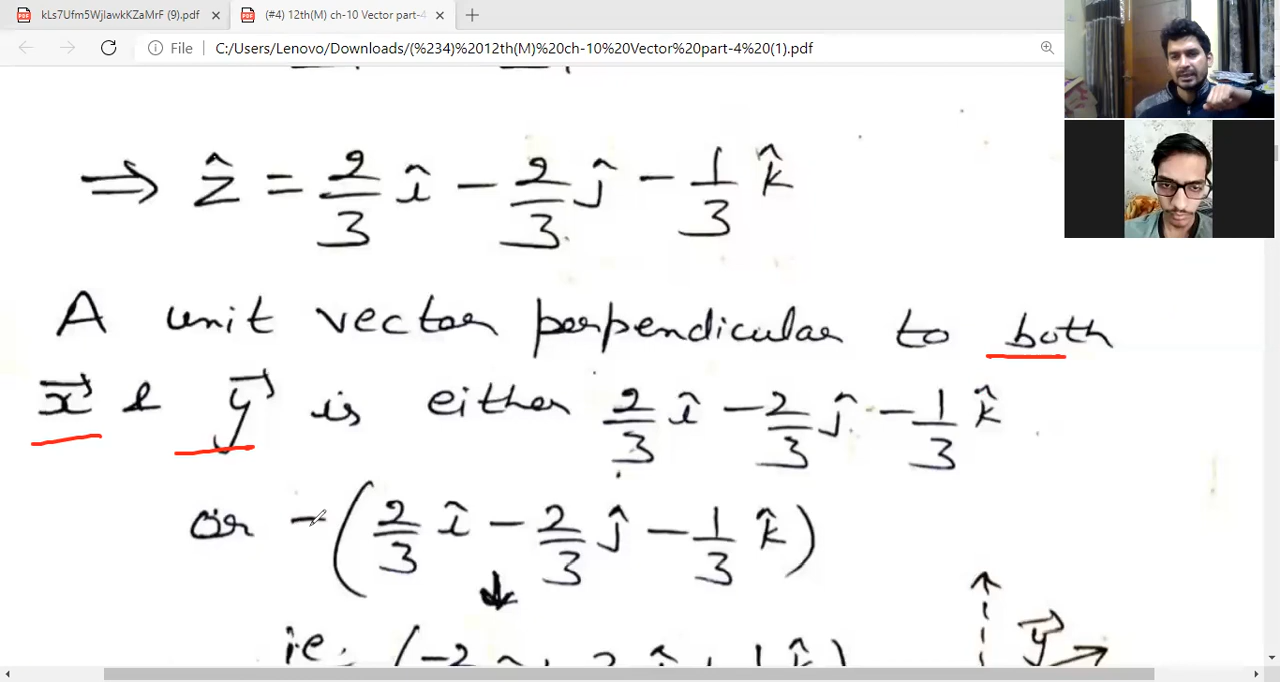 kLs7Ufm5WjlawkKZaMrF (9).pdf
(#4) 12th(M) ch-10 Vector part-4
File C:/Users/Lenovo/Downloads/(%234)%2012th(M)%20ch-10%20Vector%20part-4%20(1).pdf
⇒ ẑ = 2/3 î − 2/3 ĵ − 1/3 k̂
A unit vector perpendicular to both
x⃗ & y⃗ is either 2/3 î − 2/3 ĵ − 1/3 k̂
or −(2/3 î − 2/3 ĵ − 1/3 k̂)
↓
y⃗
i.e.